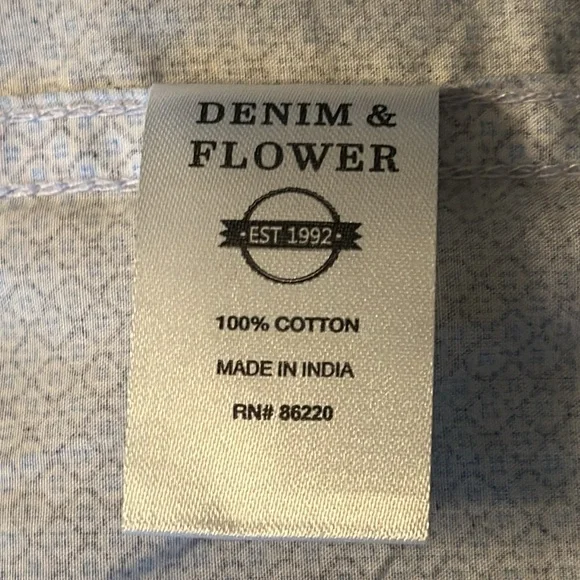 DENIM &
FLOWER
·EST 1992·
100% COTTON
MADE IN INDIA
RN# 86220